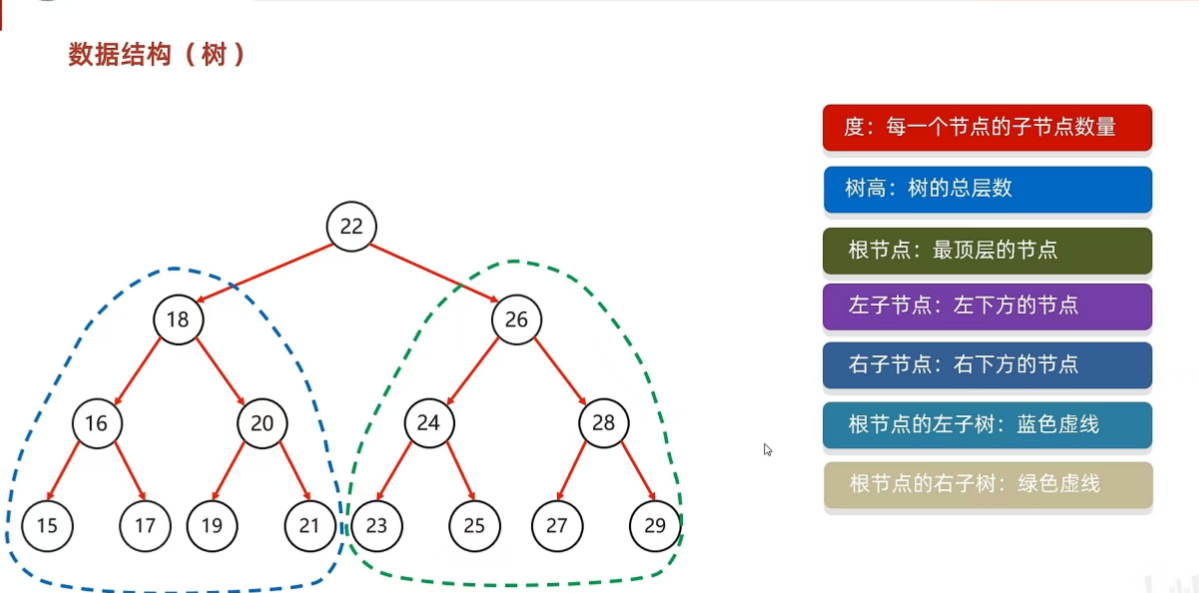 数据结构（树）
度：每一个节点的子节点数量
树高：树的总层数
根节点：最顶层的节点
左子节点：左下方的节点
右子节点：右下方的节点
根节点的左子树：蓝色虚线
根节点的右子树：绿色虚线
22
18 26
16 20 24 28
15 17 19 21 23 25 27 29